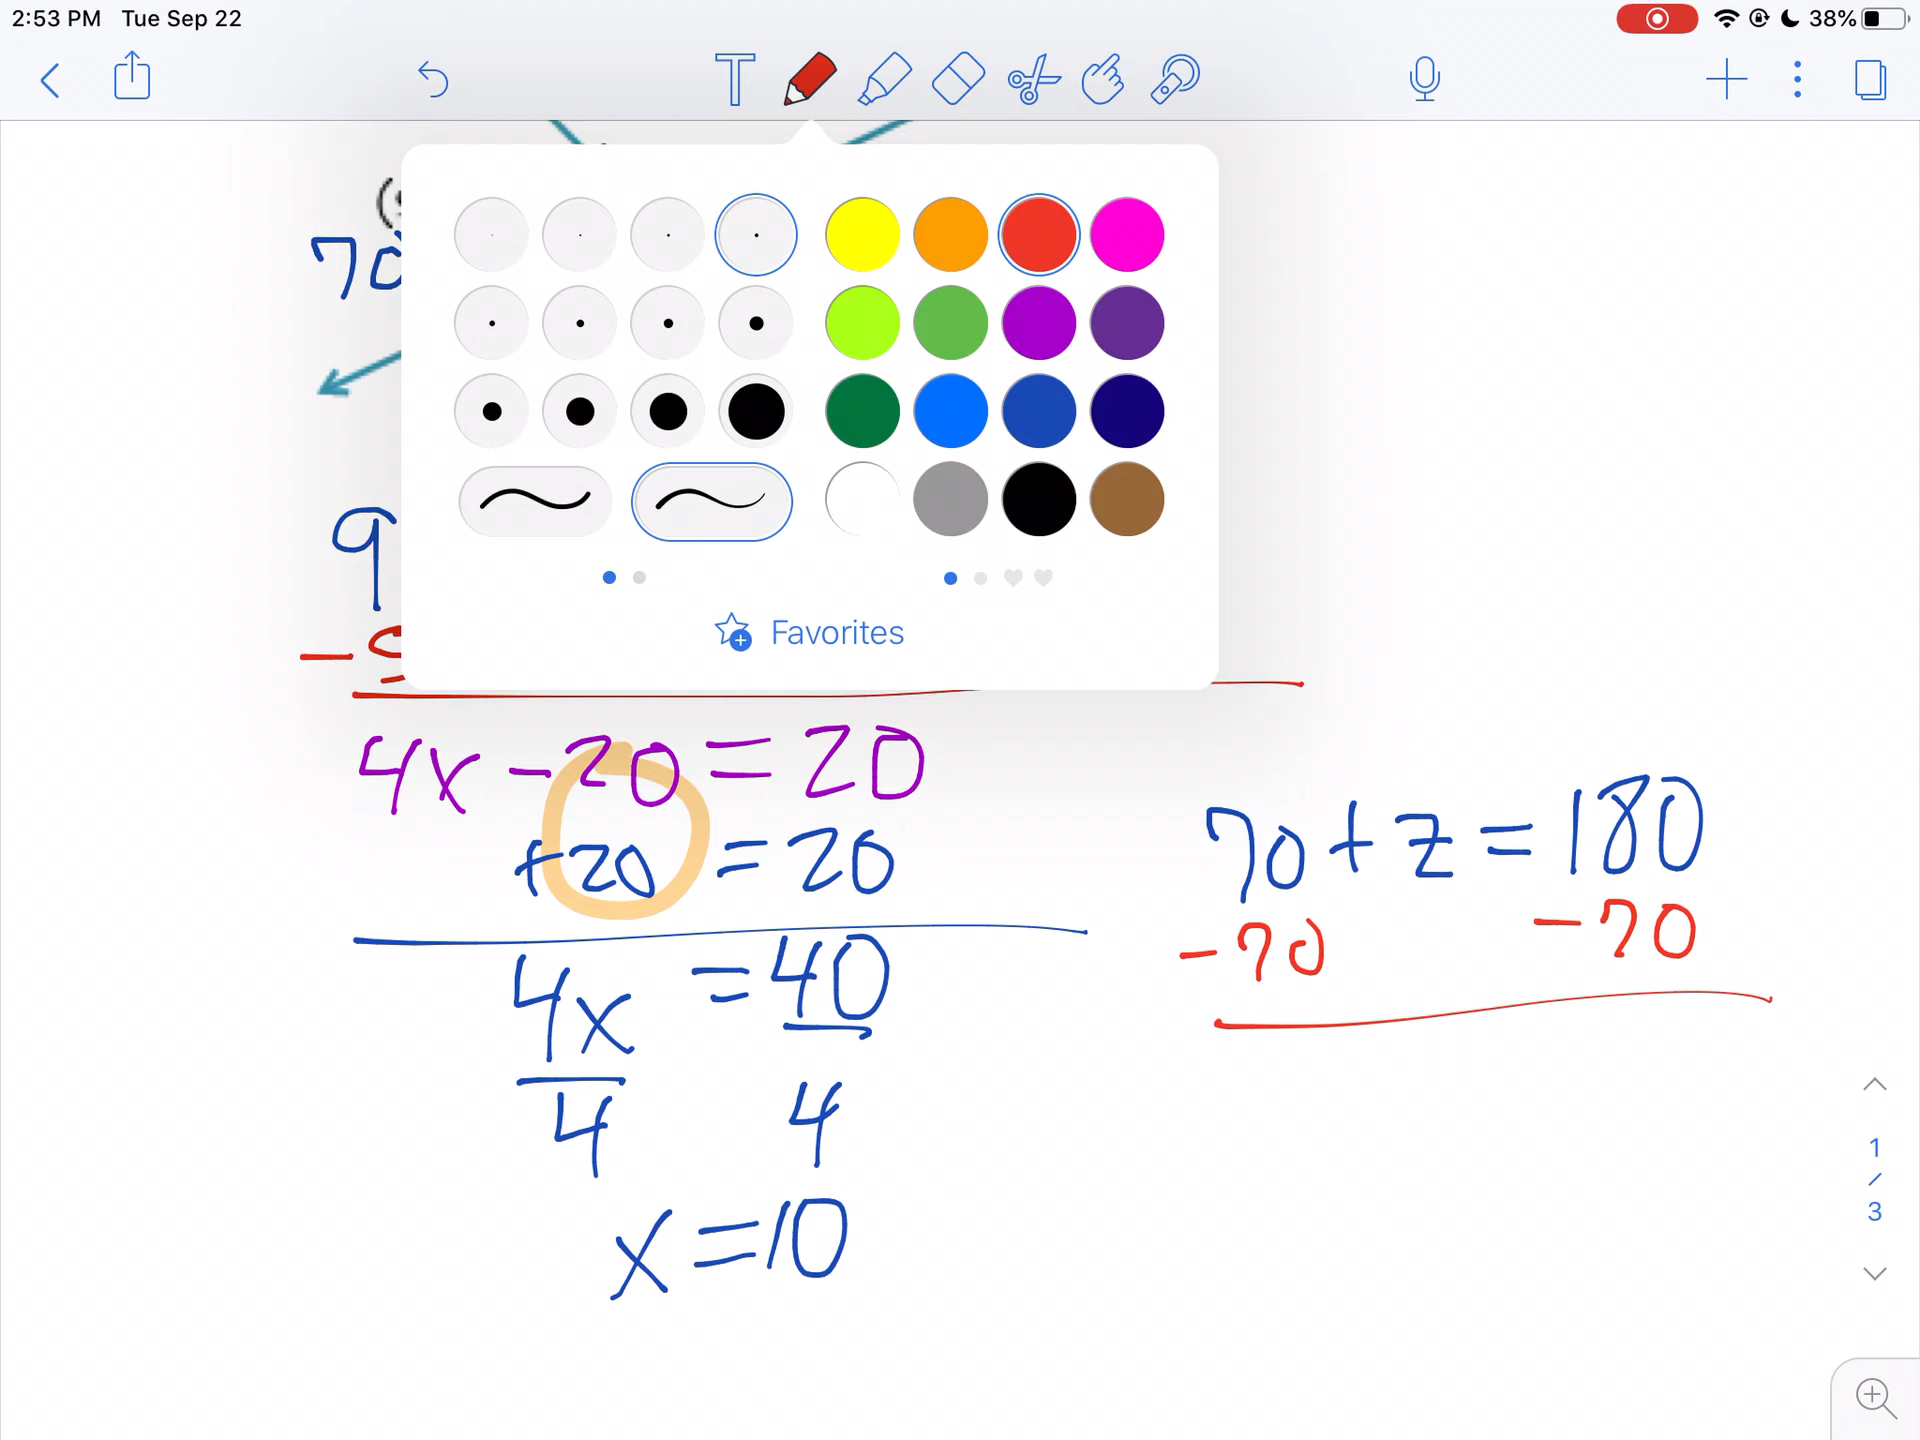 2:53 PM Tue Sep 22
38%
T
70
9
Favorites
4x - 20 = 20
+20 = 20
4x = 40
4 4
x = 10
70 + z = 180
-70 -70
1
/
3